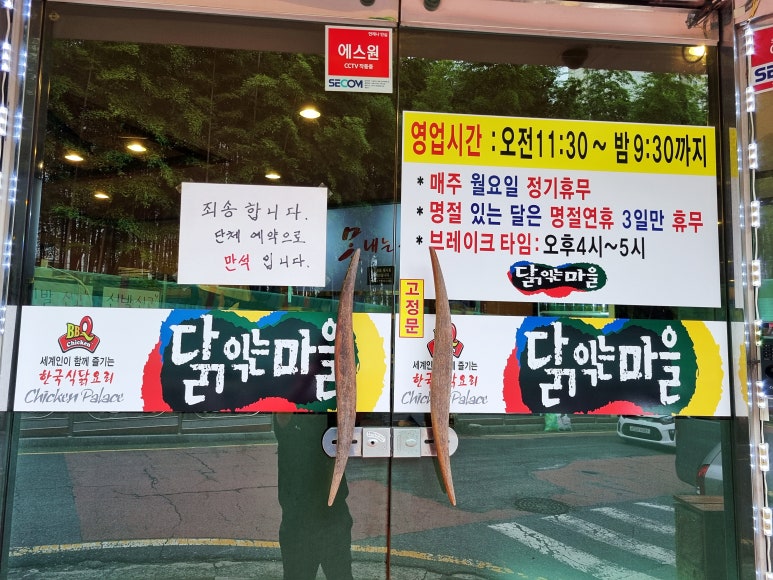 에스원
CCTV 작동중
SECOM
영업시간 : 오전11:30 ~ 밤 9:30까지
* 매주 월요일 정기휴무
* 명절 있는 달은 명절연휴 3일만 휴무
* 브레이크 타임: 오후4시~5시
닭익는마을
죄송합니다.
단체 예약으로
만석 입니다.
고정문
BBQ
Chicken
세계인이 함께 즐기는
한국식닭요리
Chicken Palace
닭익는마을
BBQ
Chicken
세계인이 함께 즐기는
한국식닭요리
Chicken Palace
닭익는마을